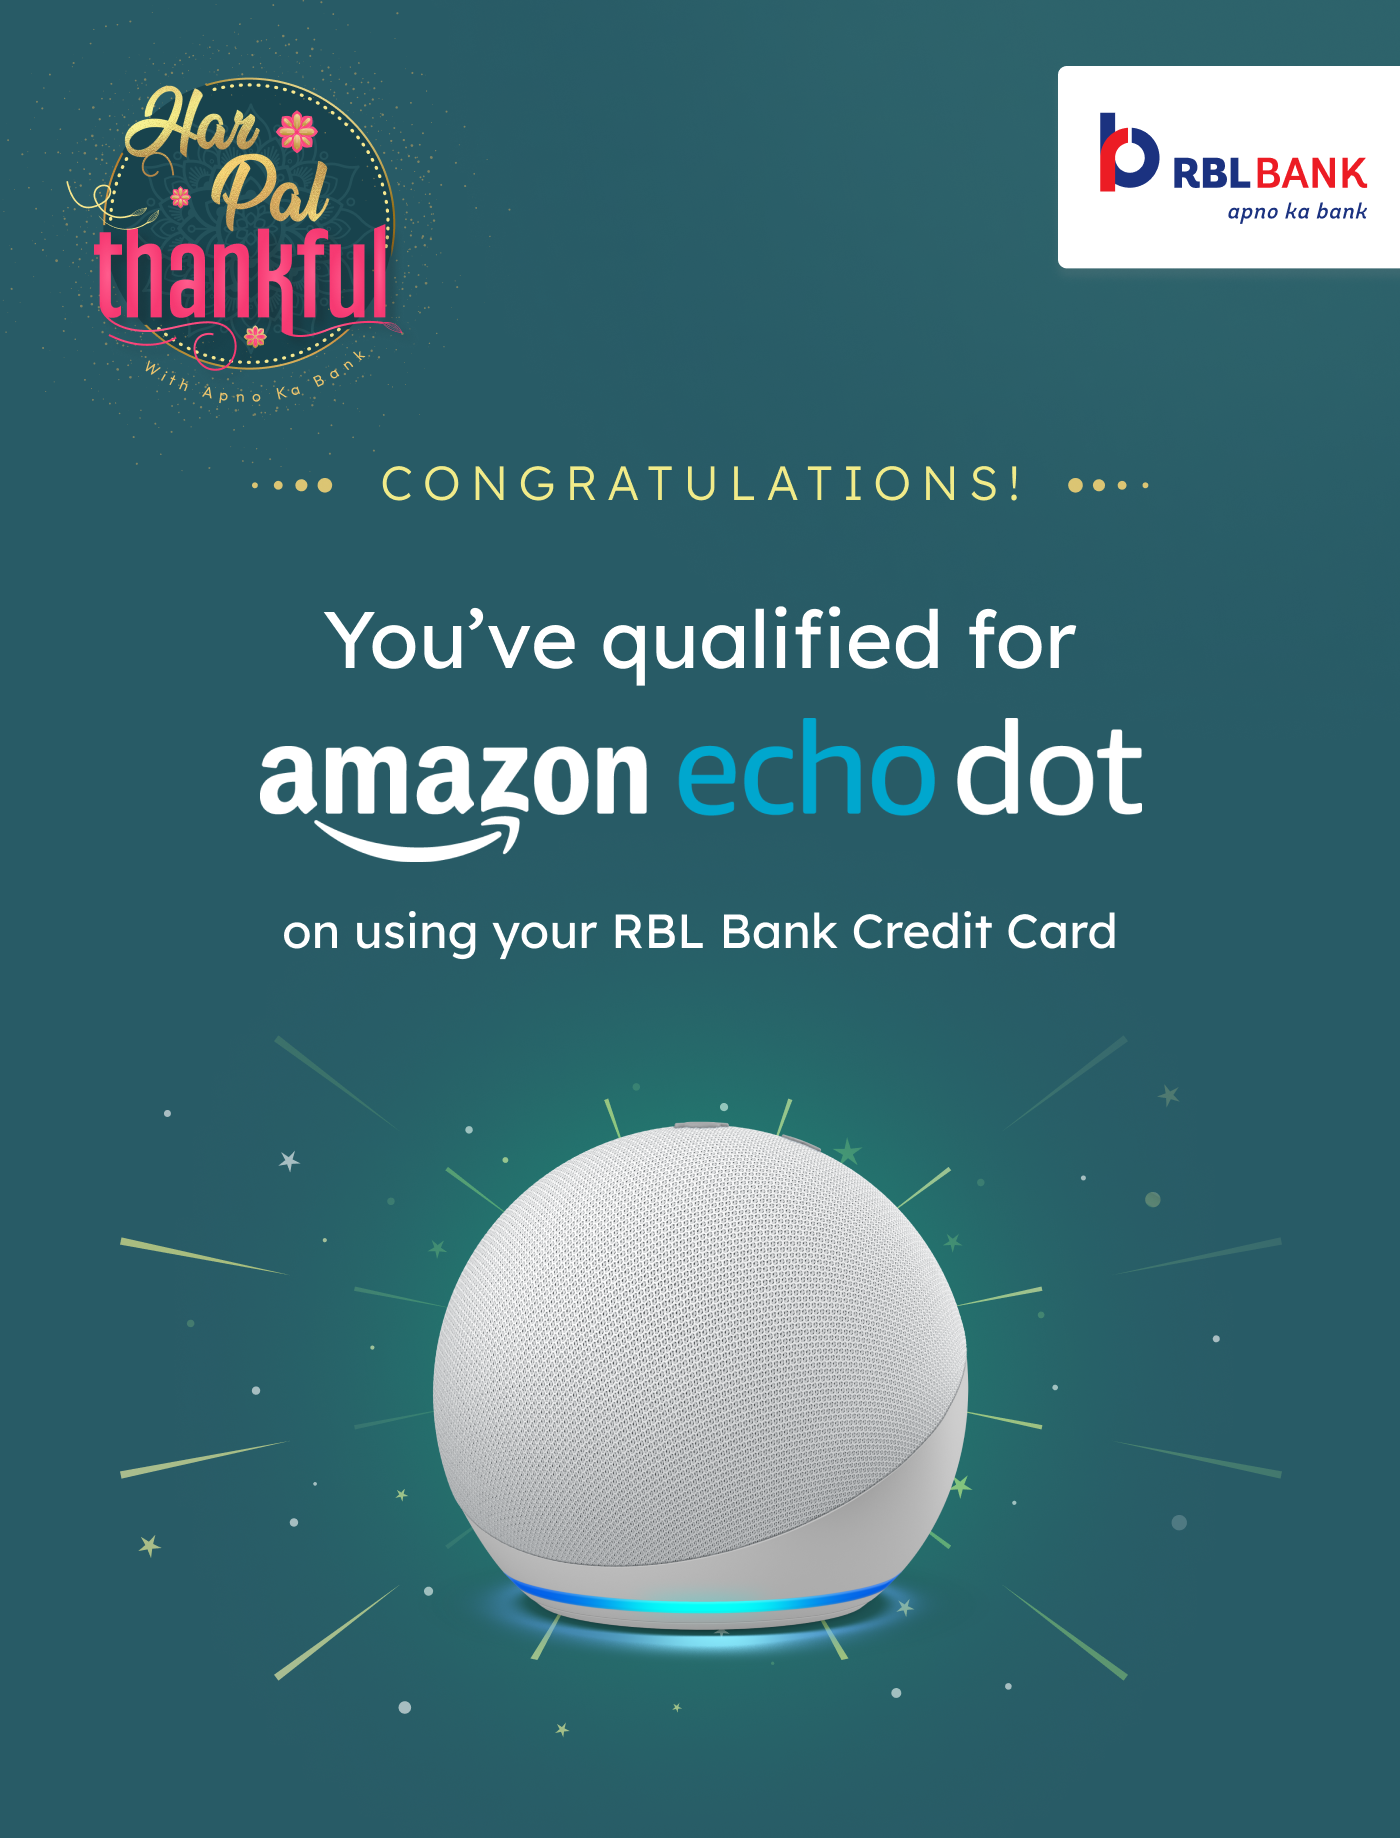 Har
Pal
thankful
With Apno Ka Bank
RBL BANK
apno ka bank
CONGRATULATIONS!
You’ve qualified for
amazon echo dot
on using your RBL Bank Credit Card